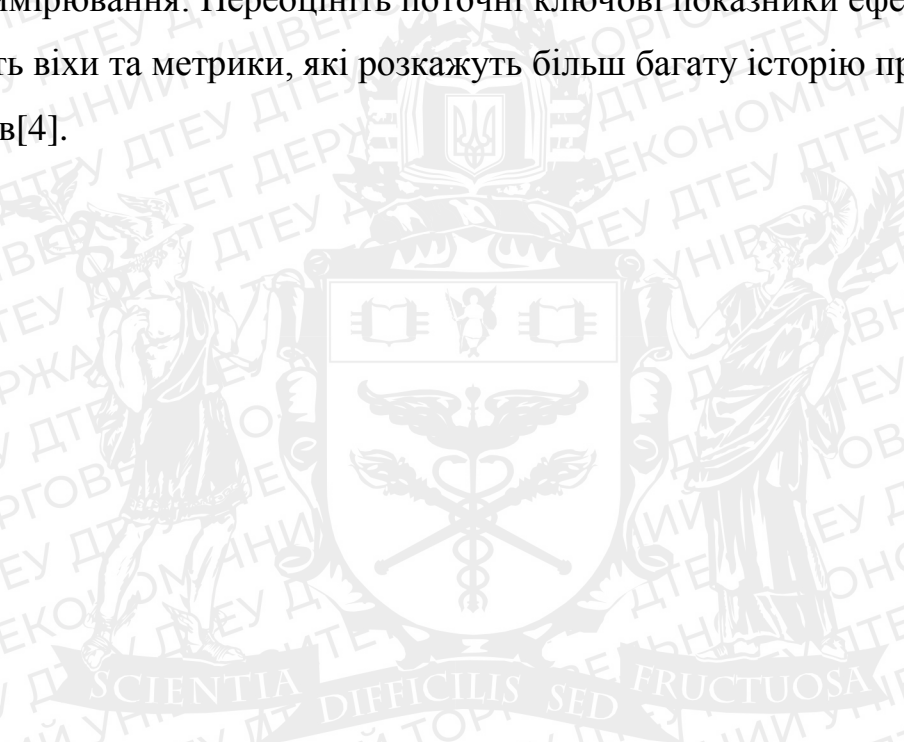 имірювання. Переоцініть поточні ключові показники ефе
ть віхи та метрики, які розкажуть більш багату історію пр
в[4].
SCIENTIA DIFFICILIS SED FRUCTUOSA